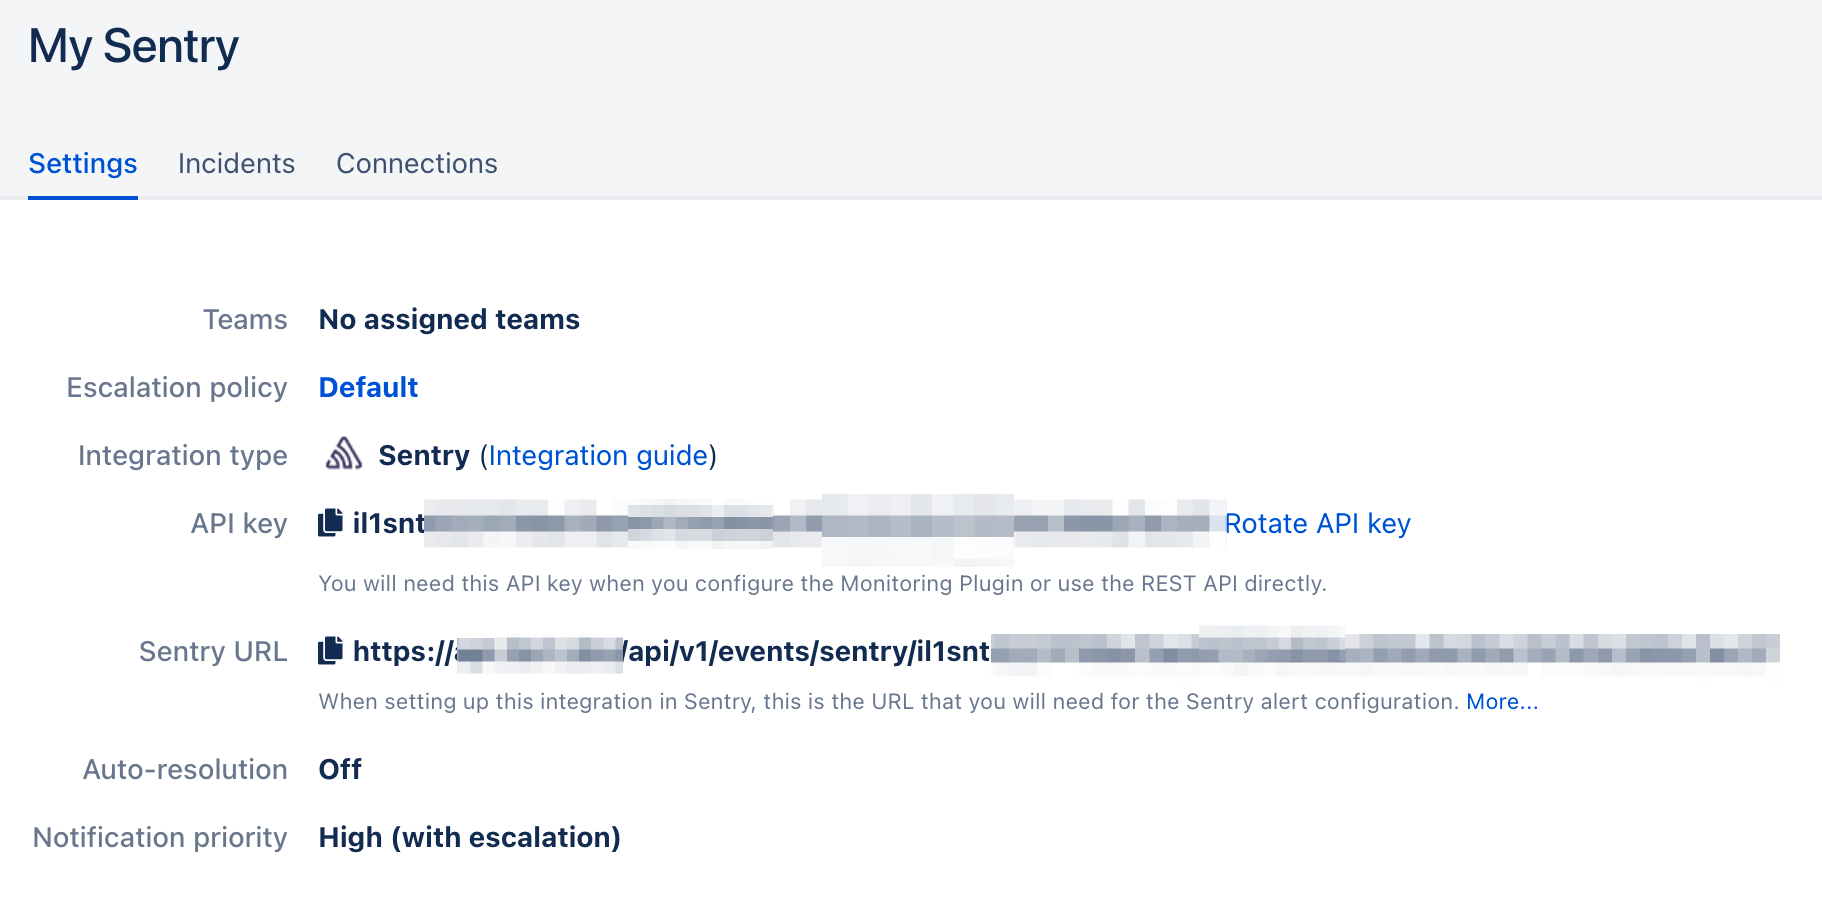 My Sentry
Settings Incidents Connections
Teams No assigned teams
Escalation policy Default
Integration type Sentry (Integration guide)
API key il1snt Rotate API key
You will need this API key when you configure the Monitoring Plugin or use the REST API directly.
Sentry URL https:// /api/v1/events/sentry/il1snt
When setting up this integration in Sentry, this is the URL that you will need for the Sentry alert configuration. More...
Auto-resolution Off
Notification priority High (with escalation)